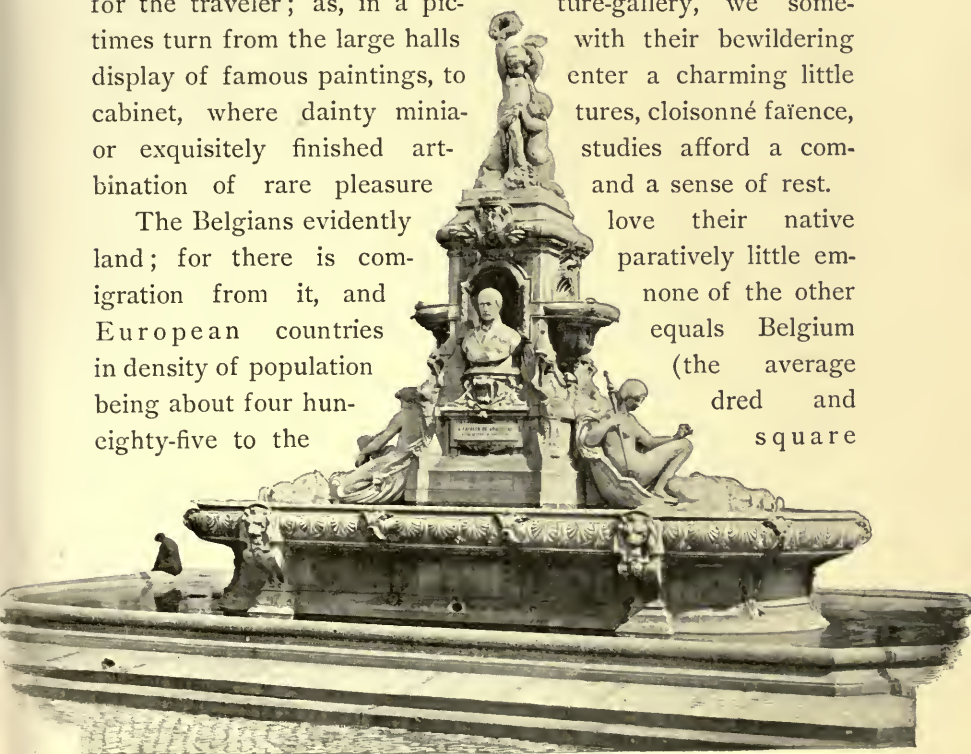 for the traveler; as, in a pic- ture-gallery, we some-
times turn from the large halls with their bewildering
display of famous paintings, to enter a charming little
cabinet, where dainty minia- tures, cloisonné faïence,
or exquisitely finished art- studies afford a com-
bination of rare pleasure and a sense of rest.
The Belgians evidently love their native
land; for there is com- paratively little em-
igration from it, and none of the other
European countries equals Belgium
in density of population (the average
being about four hun- dred and
eighty-five to the square